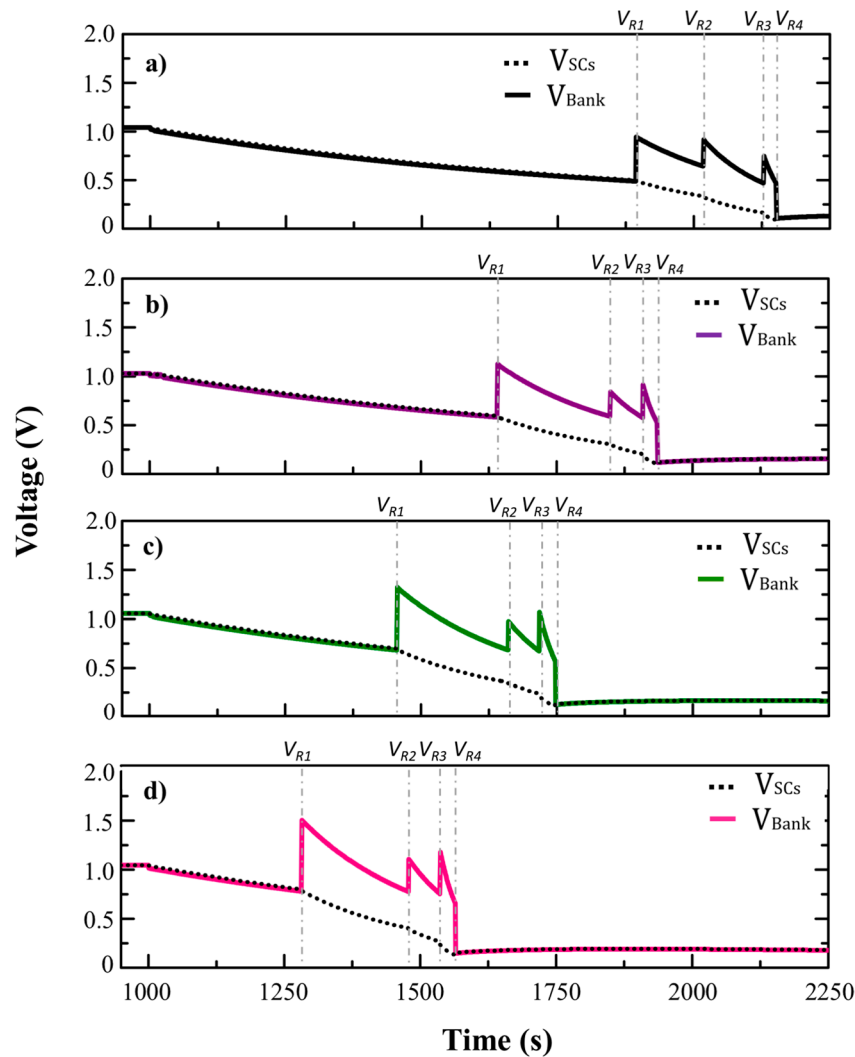 V_R1 V_R2 V_R3 V_R4
2.0
a)
V_SCs
1.5
V_Bank
1.0
0.5
0
V_R1 V_R2 V_R3 V_R4
2.0
b)
V_SCs
1.5
V_Bank
1.0
0.5
0
V_R1 V_R2 V_R3 V_R4
2.0
c)
V_SCs
1.5
V_Bank
1.0
0.5
0
V_R1 V_R2 V_R3 V_R4
2.0
d)
V_SCs
1.5
V_Bank
1.0
0.5
0
1000 1250 1500 1750 2000 2250
Time (s)
Voltage (V)